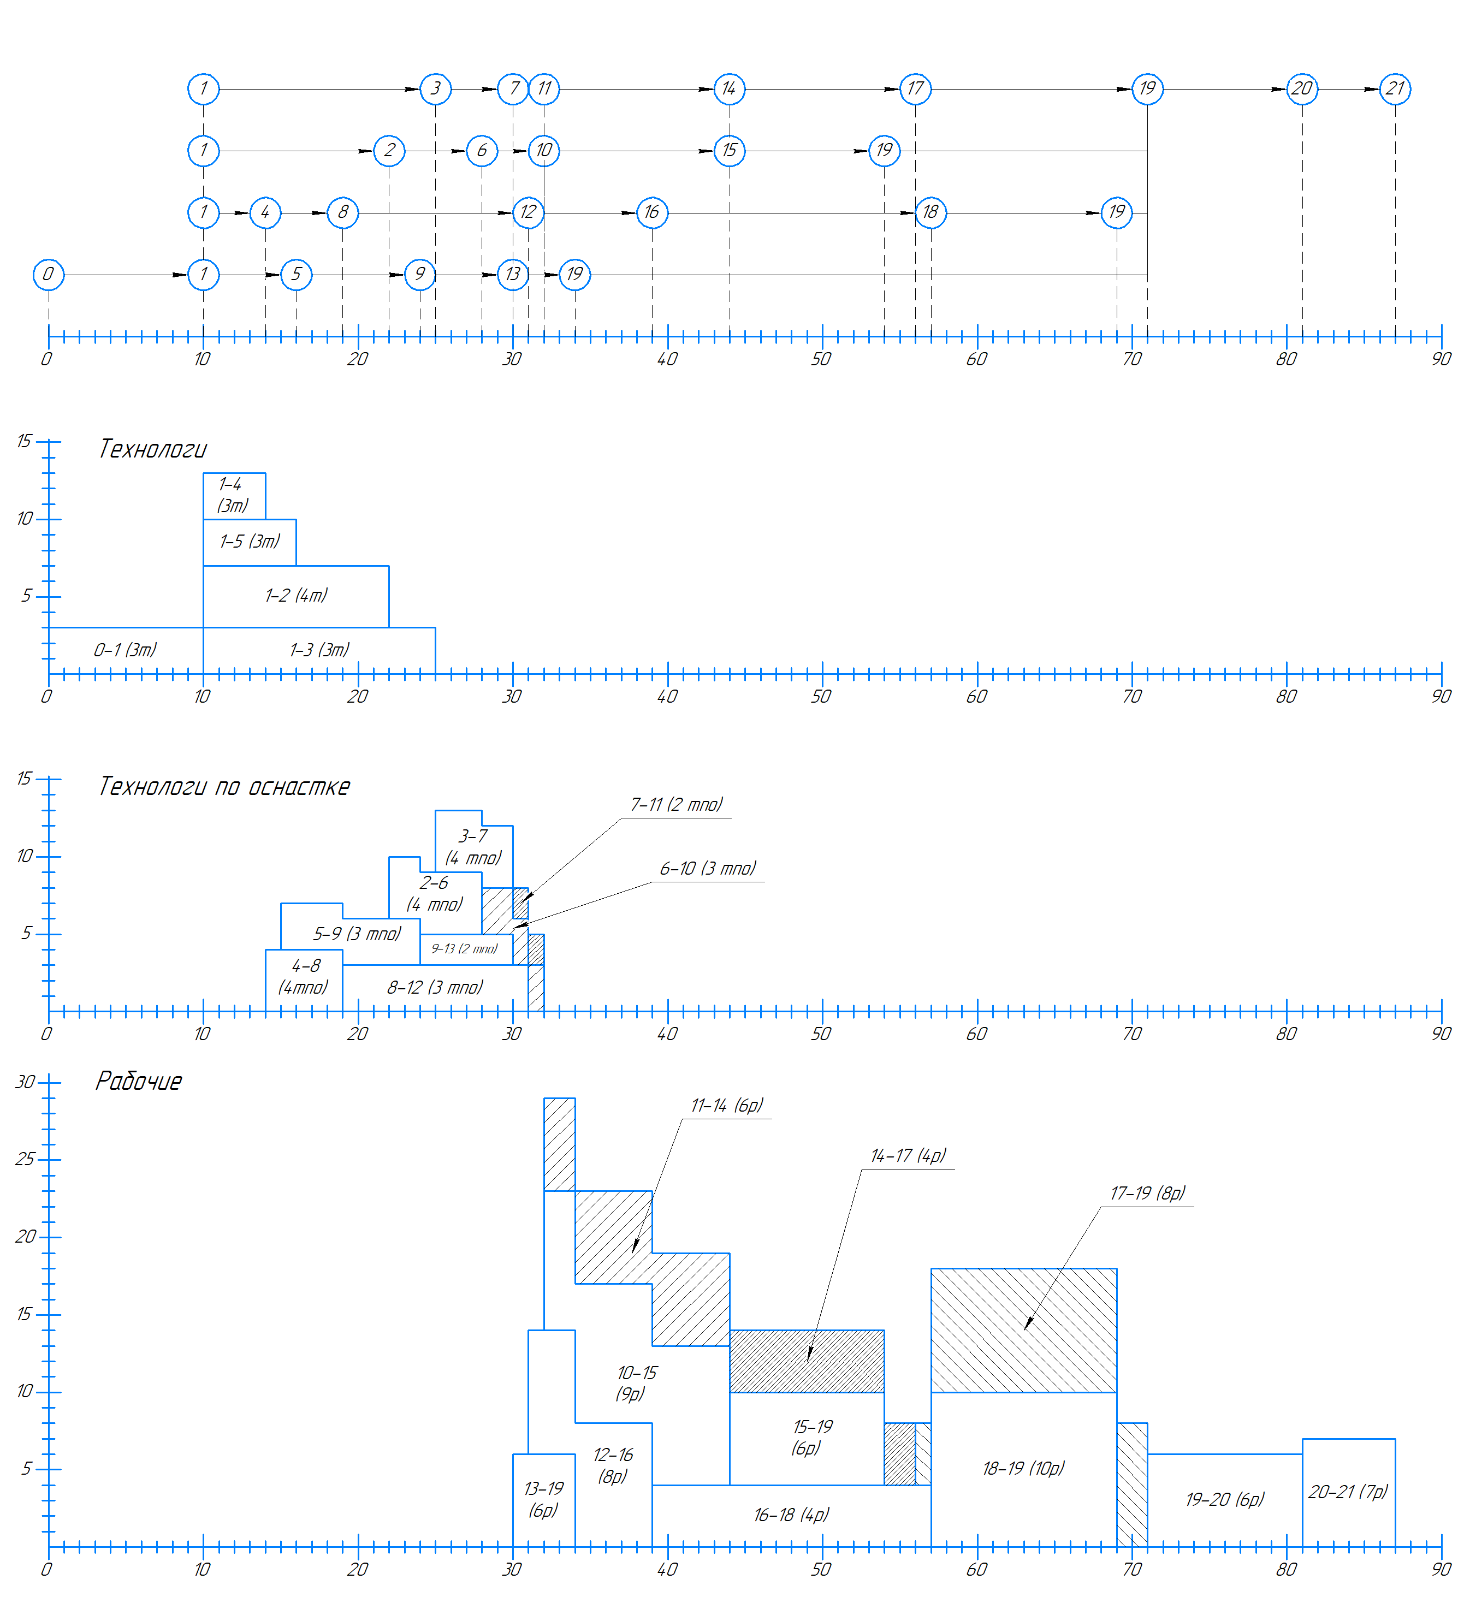 1 3 7 11 14 17 19 20 21
1 2 6 10 15 19
1 4 8 12 16 18 19
0 1 5 9 13 19
0 10 20 30 40 50 60 70 80 90
15 Технологи
1-4
(3т)
10
1-5 (3т)
5
1-2 (4т)
0-1 (3т) 1-3 (3т)
0 10 20 30 40 50 60 70 80 90
15 Технологи по оснастке
7-11 (2 тпо)
3-7
(4 тпо)
10
6-10 (3 тпо)
2-6
(4 тпо)
5
5-9 (3 тпо)
9-13 (2 тпо)
4-8
(4тпо)
8-12 (3 тпо)
0 10 20 30 40 50 60 70 80 90
30 Рабочие
11-14 (6р)
25
14-17 (4р)
17-19 (8р)
20
15
10
10-15
(9р)
15-19
(6р)
12-16
(8р)
5
18-19 (10р)
13-19
(6р)
19-20 (6р)
20-21 (7р)
16-18 (4р)
0 10 20 30 40 50 60 70 80 90